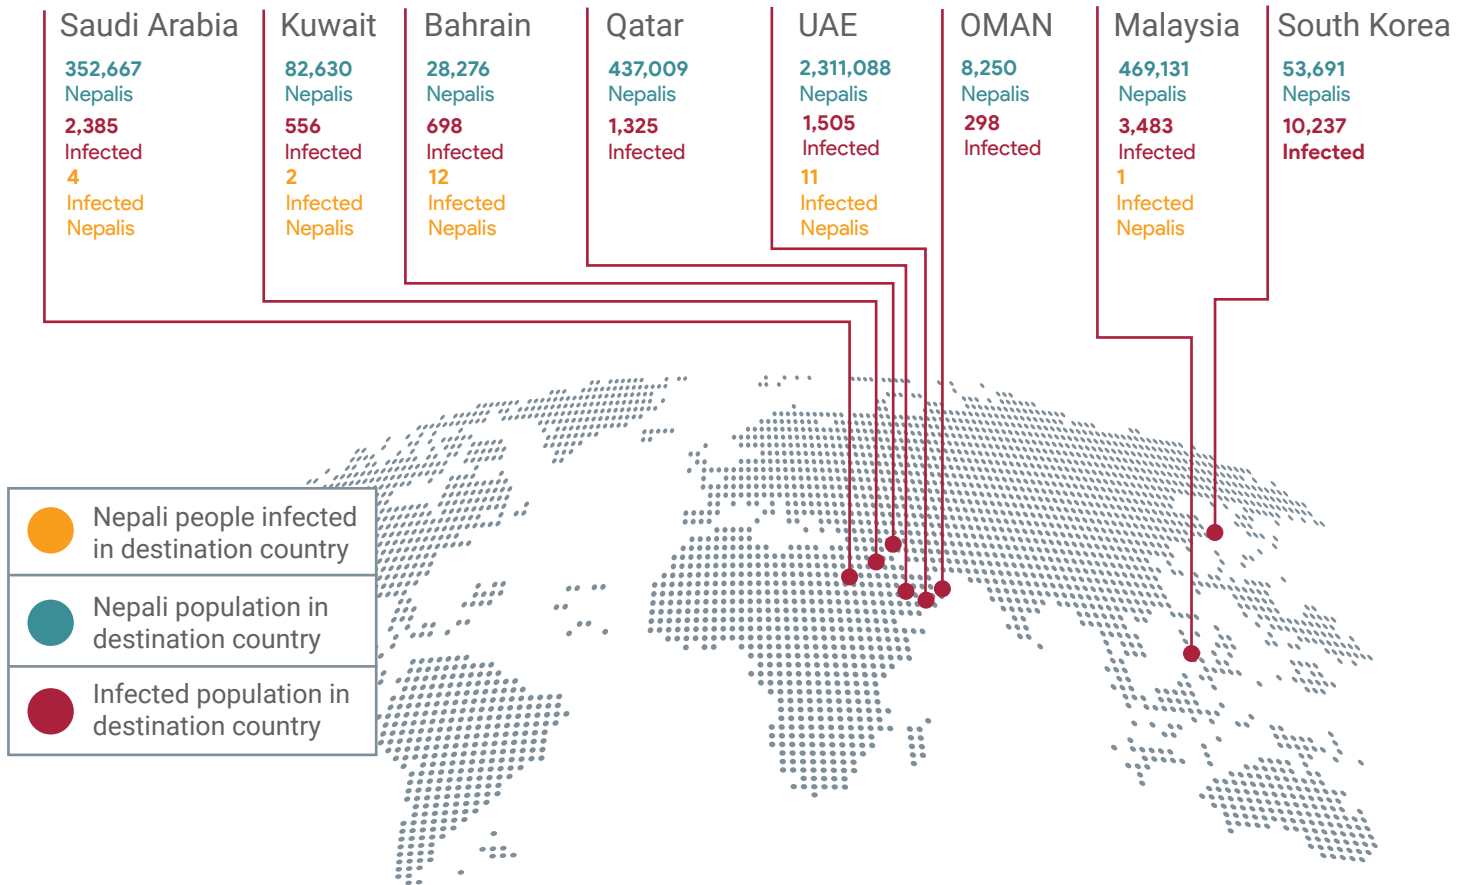 Saudi Arabia
352,667
Nepalis
2,385
Infected
4
Infected
Nepalis
Kuwait
82,630
Nepalis
556
Infected
2
Infected
Nepalis
Bahrain
28,276
Nepalis
698
Infected
12
Infected
Nepalis
Qatar
437,009
Nepalis
1,325
Infected
UAE
2,311,088
Nepalis
1,505
Infected
11
Infected
Nepalis
OMAN
8,250
Nepalis
298
Infected
Malaysia
469,131
Nepalis
3,483
Infected
1
Infected
Nepalis
South Korea
53,691
Nepalis
10,237
Infected
Nepali people infected
in destination country
Nepali population in
destination country
Infected population in
destination country